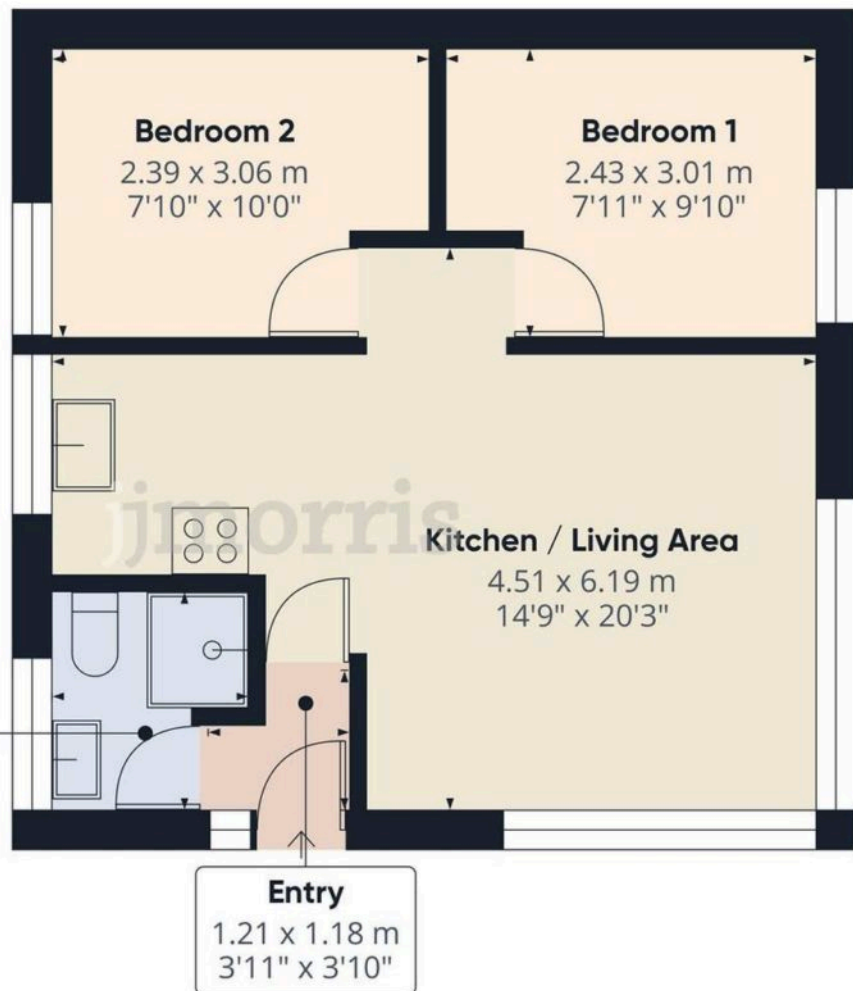 Bedroom 2
2.39 x 3.06 m
7'10" x 10'0"
Bedroom 1
2.43 x 3.01 m
7'11" x 9'10"
jjmorris
Kitchen / Living Area
4.51 x 6.19 m
14'9" x 20'3"
Entry
1.21 x 1.18 m
3'11" x 3'10"